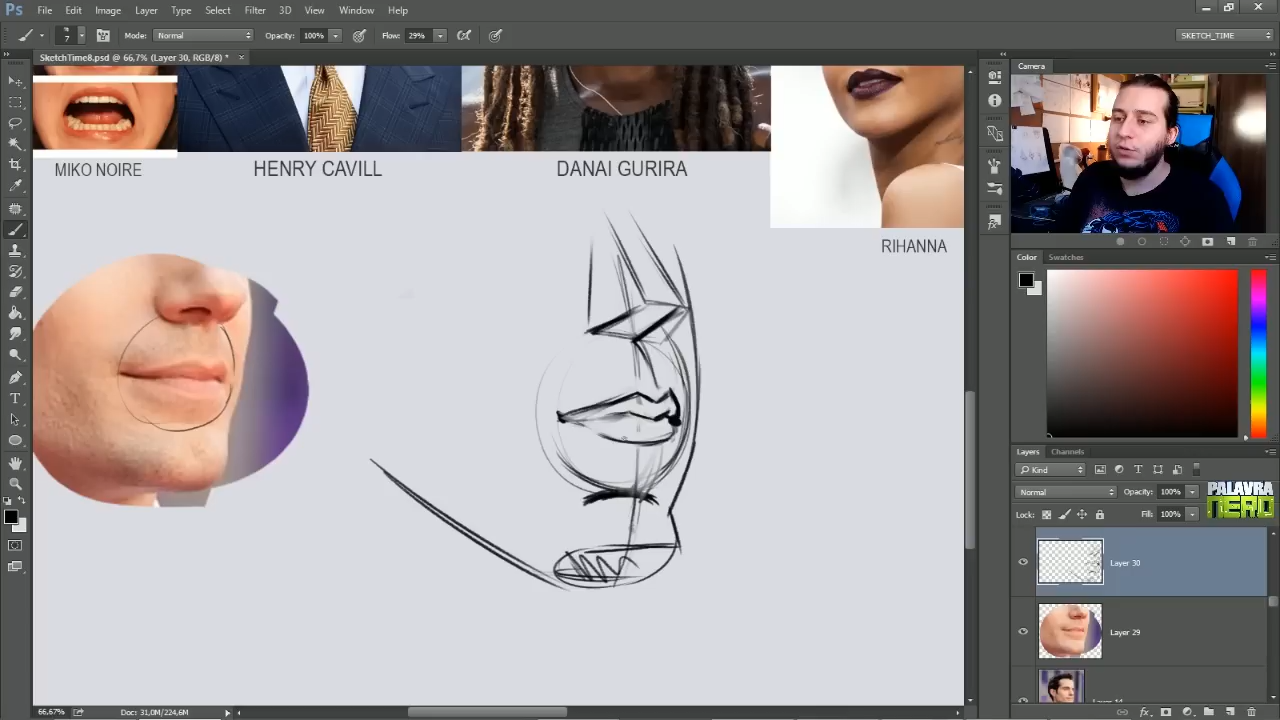 Ps File Edit Image Layer Type Select Filter 3D View Window Help
7 Mode: Normal Opacity: 100% Flow: 29% SKETCH_TIME
SketchTime8.psd @ 66,7% (Layer 30, RGB/8) *
Camera
MIKO NOIRE
HENRY CAVILL
DANAI GURIRA
RIHANNA
Color Swatches
Layers Channels
Kind
Normal Opacity: 100%
PALAVRA
NERD
Lock: Fill: 100%
Layer 30
Layer 29
66,67% Doc: 31,0M/224,6M